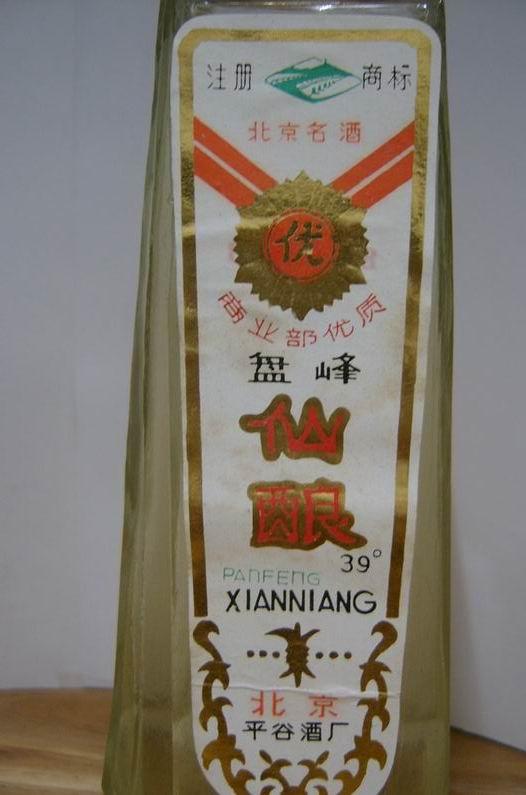 注册 商标
北京名酒
优
商业部优质
盘峰
仙
酿
39°
PANFENG
XIANNIANG
北京
平谷酒厂